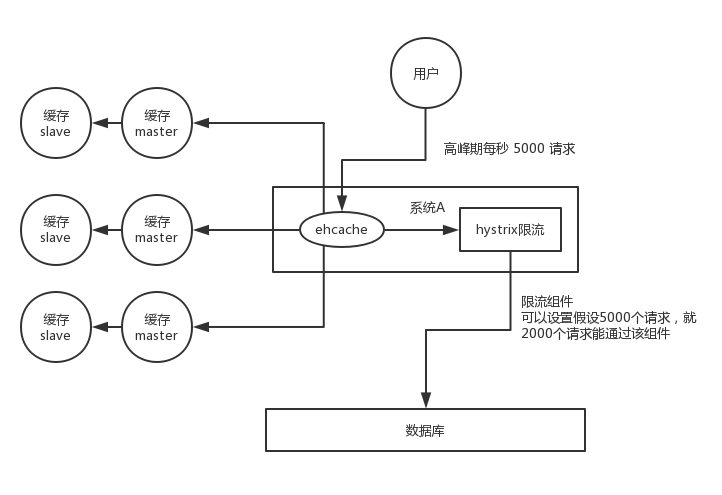 用户
高峰期每秒 5000 请求
缓存
slave
缓存
master
系统A
缓存
slave
缓存
master
ehcache
hystrix限流
缓存
slave
缓存
master
限流组件
可以设置假设5000个请求，就
2000个请求能通过该组件
数据库